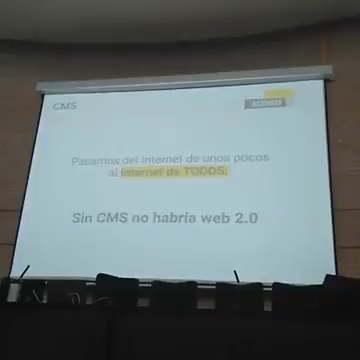 CMS
Pasamos del Internet de unos pocos
al Internet de TODOS.
Sin CMS no habría web 2.0